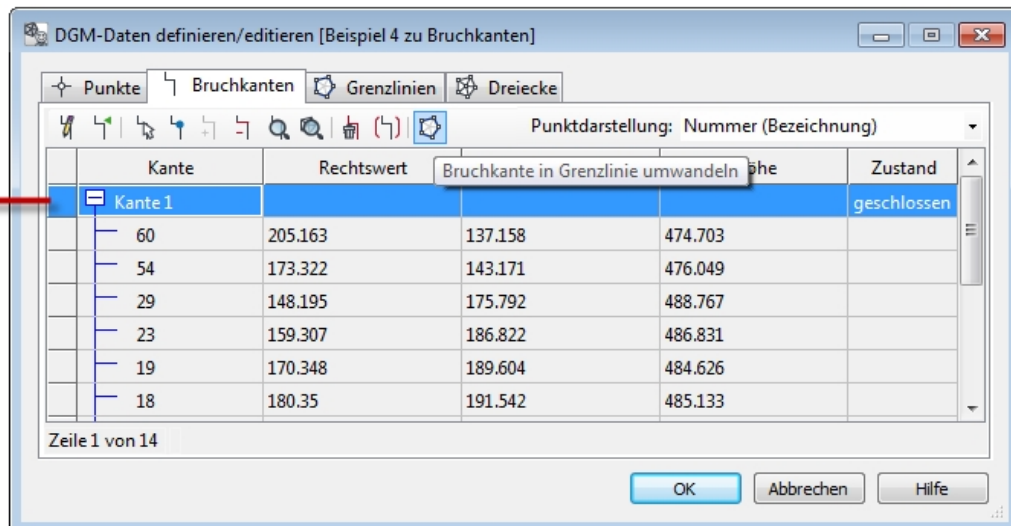 DGM-Daten definieren/editieren [Beispiel 4 zu Bruchkanten]
Punkte Bruchkanten Grenzlinien Dreiecke
Punktdarstellung: Nummer (Bezeichnung)
Kante Rechtswert öhe Zustand
Bruchkante in Grenzlinie umwandeln
Kante 1 geschlossen
60 205.163 137.158 474.703
54 173.322 143.171 476.049
29 148.195 175.792 488.767
23 159.307 186.822 486.831
19 170.348 189.604 484.626
18 180.35 191.542 485.133
Zeile 1 von 14
OK Abbrechen Hilfe